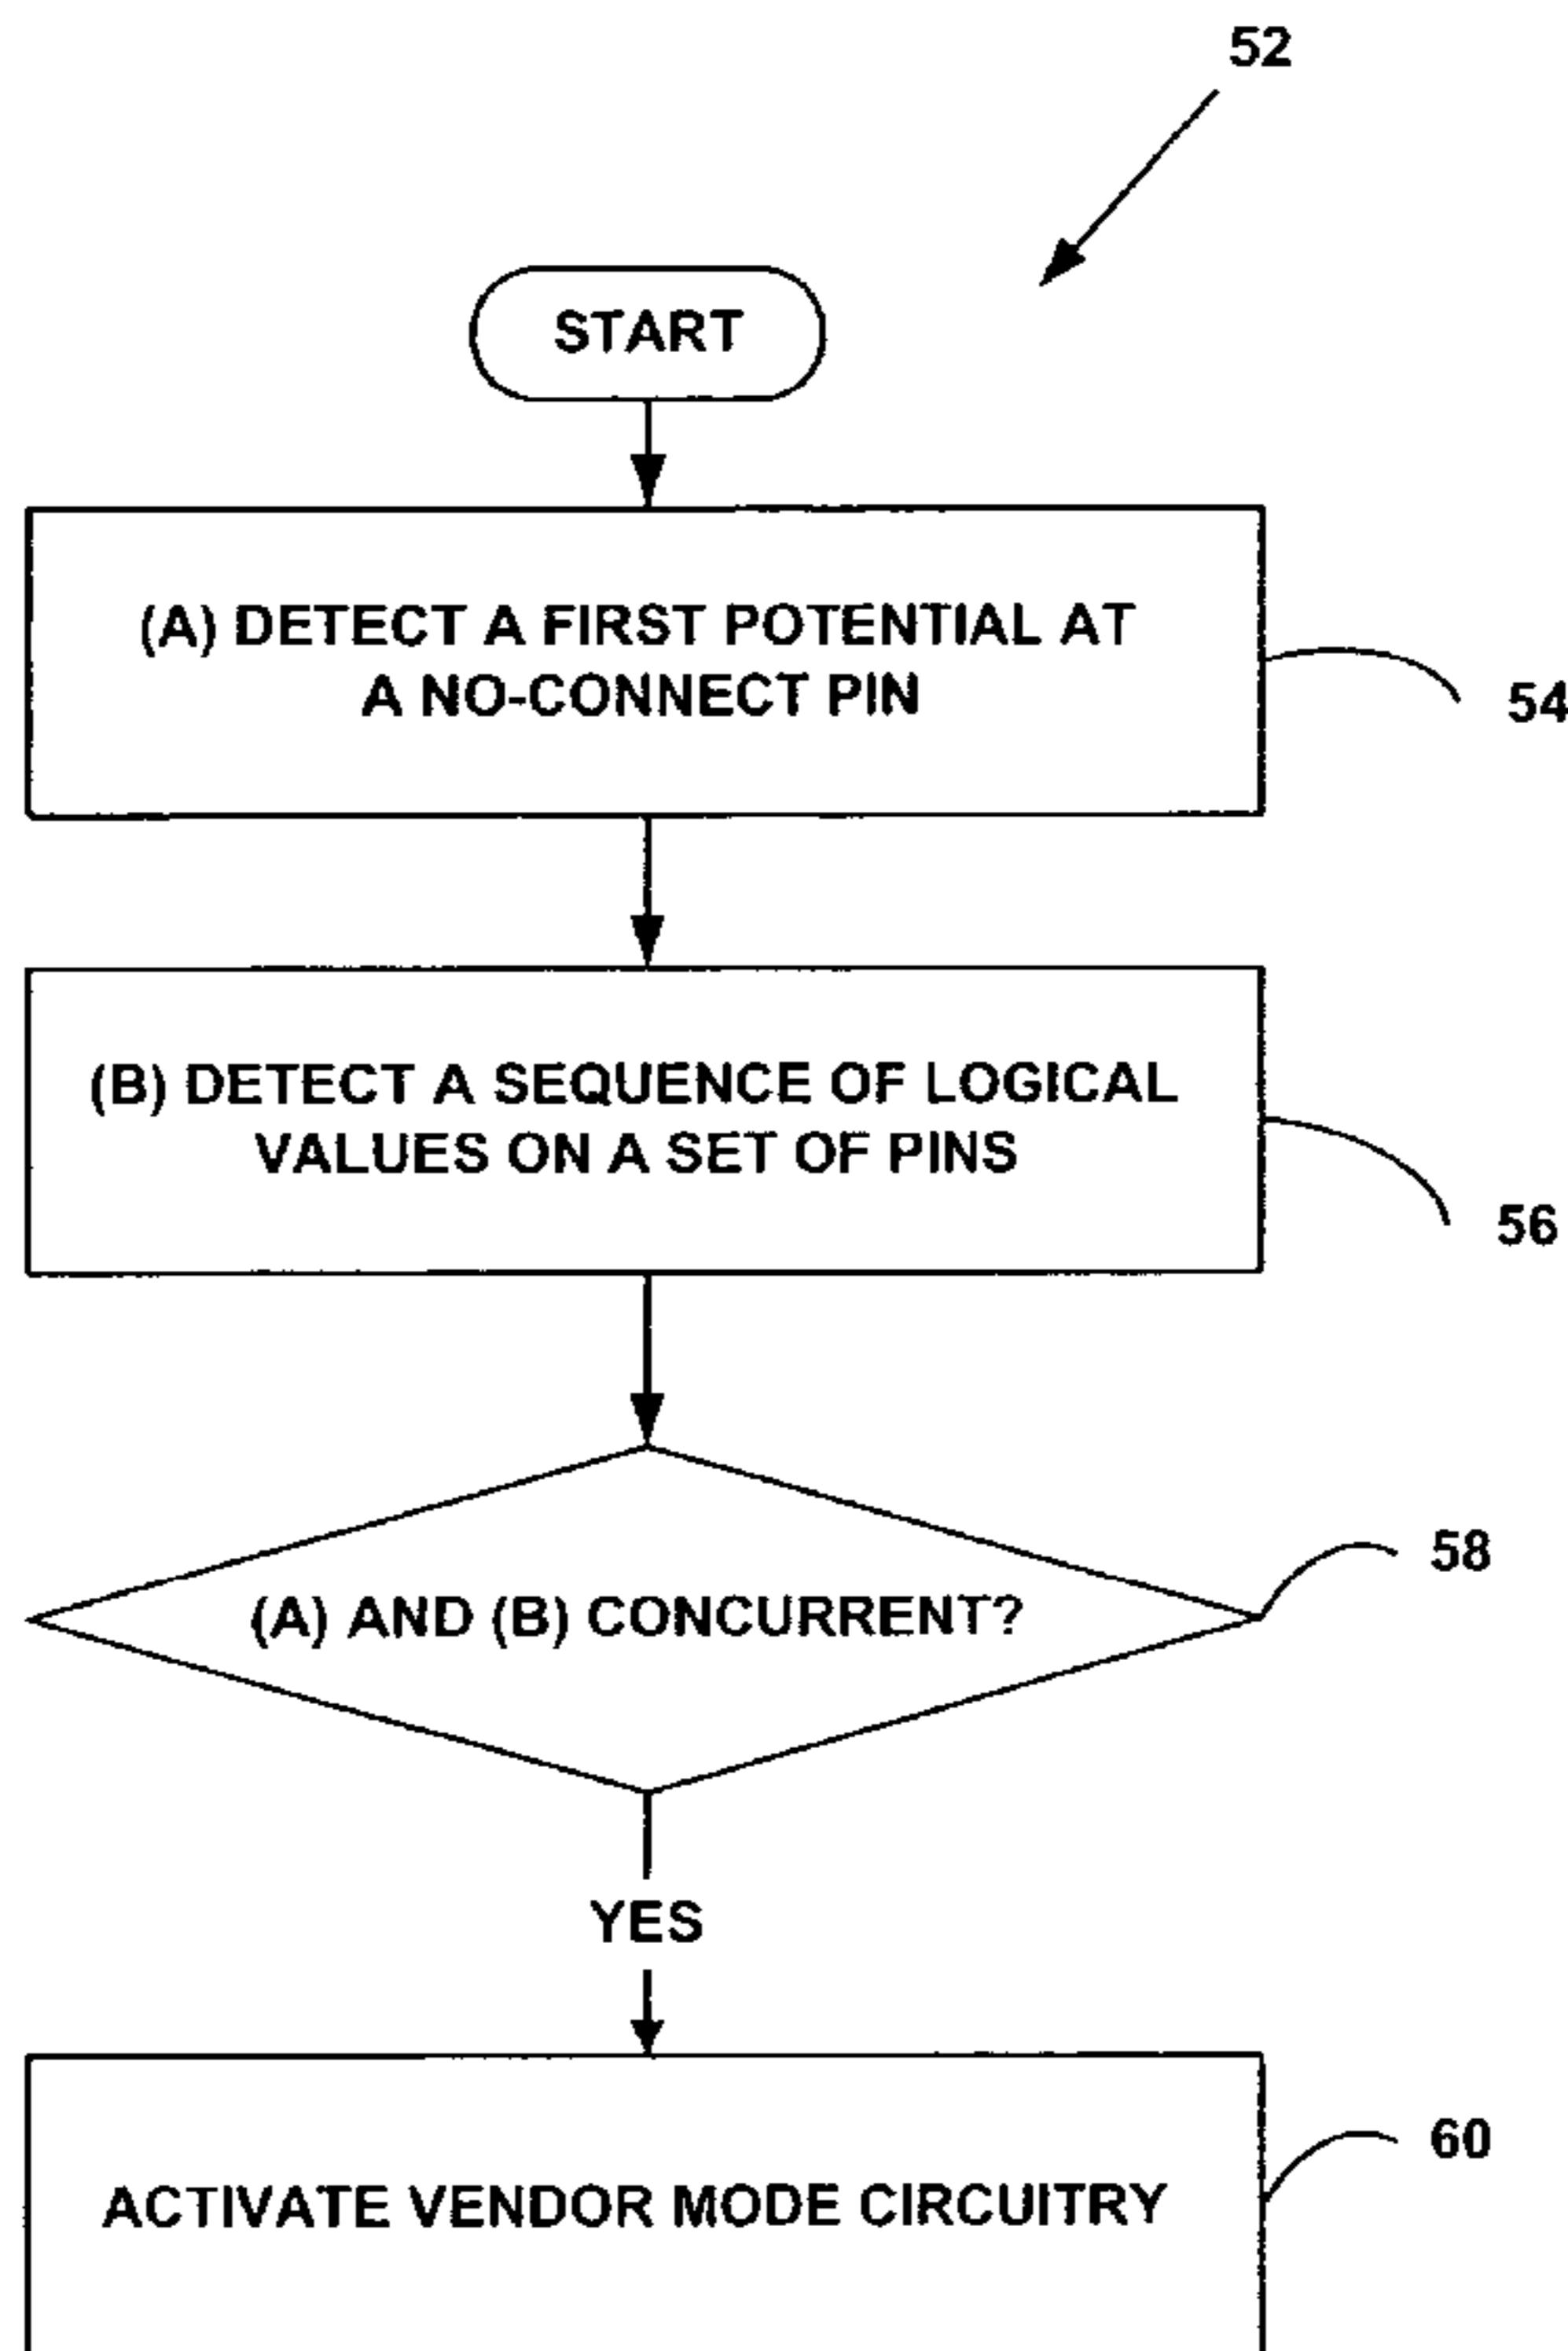 52
START
(A) DETECT A FIRST POTENTIAL AT
A NO-CONNECT PIN
54
(B) DETECT A SEQUENCE OF LOGICAL
VALUES ON A SET OF PINS
56
58
(A) AND (B) CONCURRENT?
YES
60
ACTIVATE VENDOR MODE CIRCUITRY